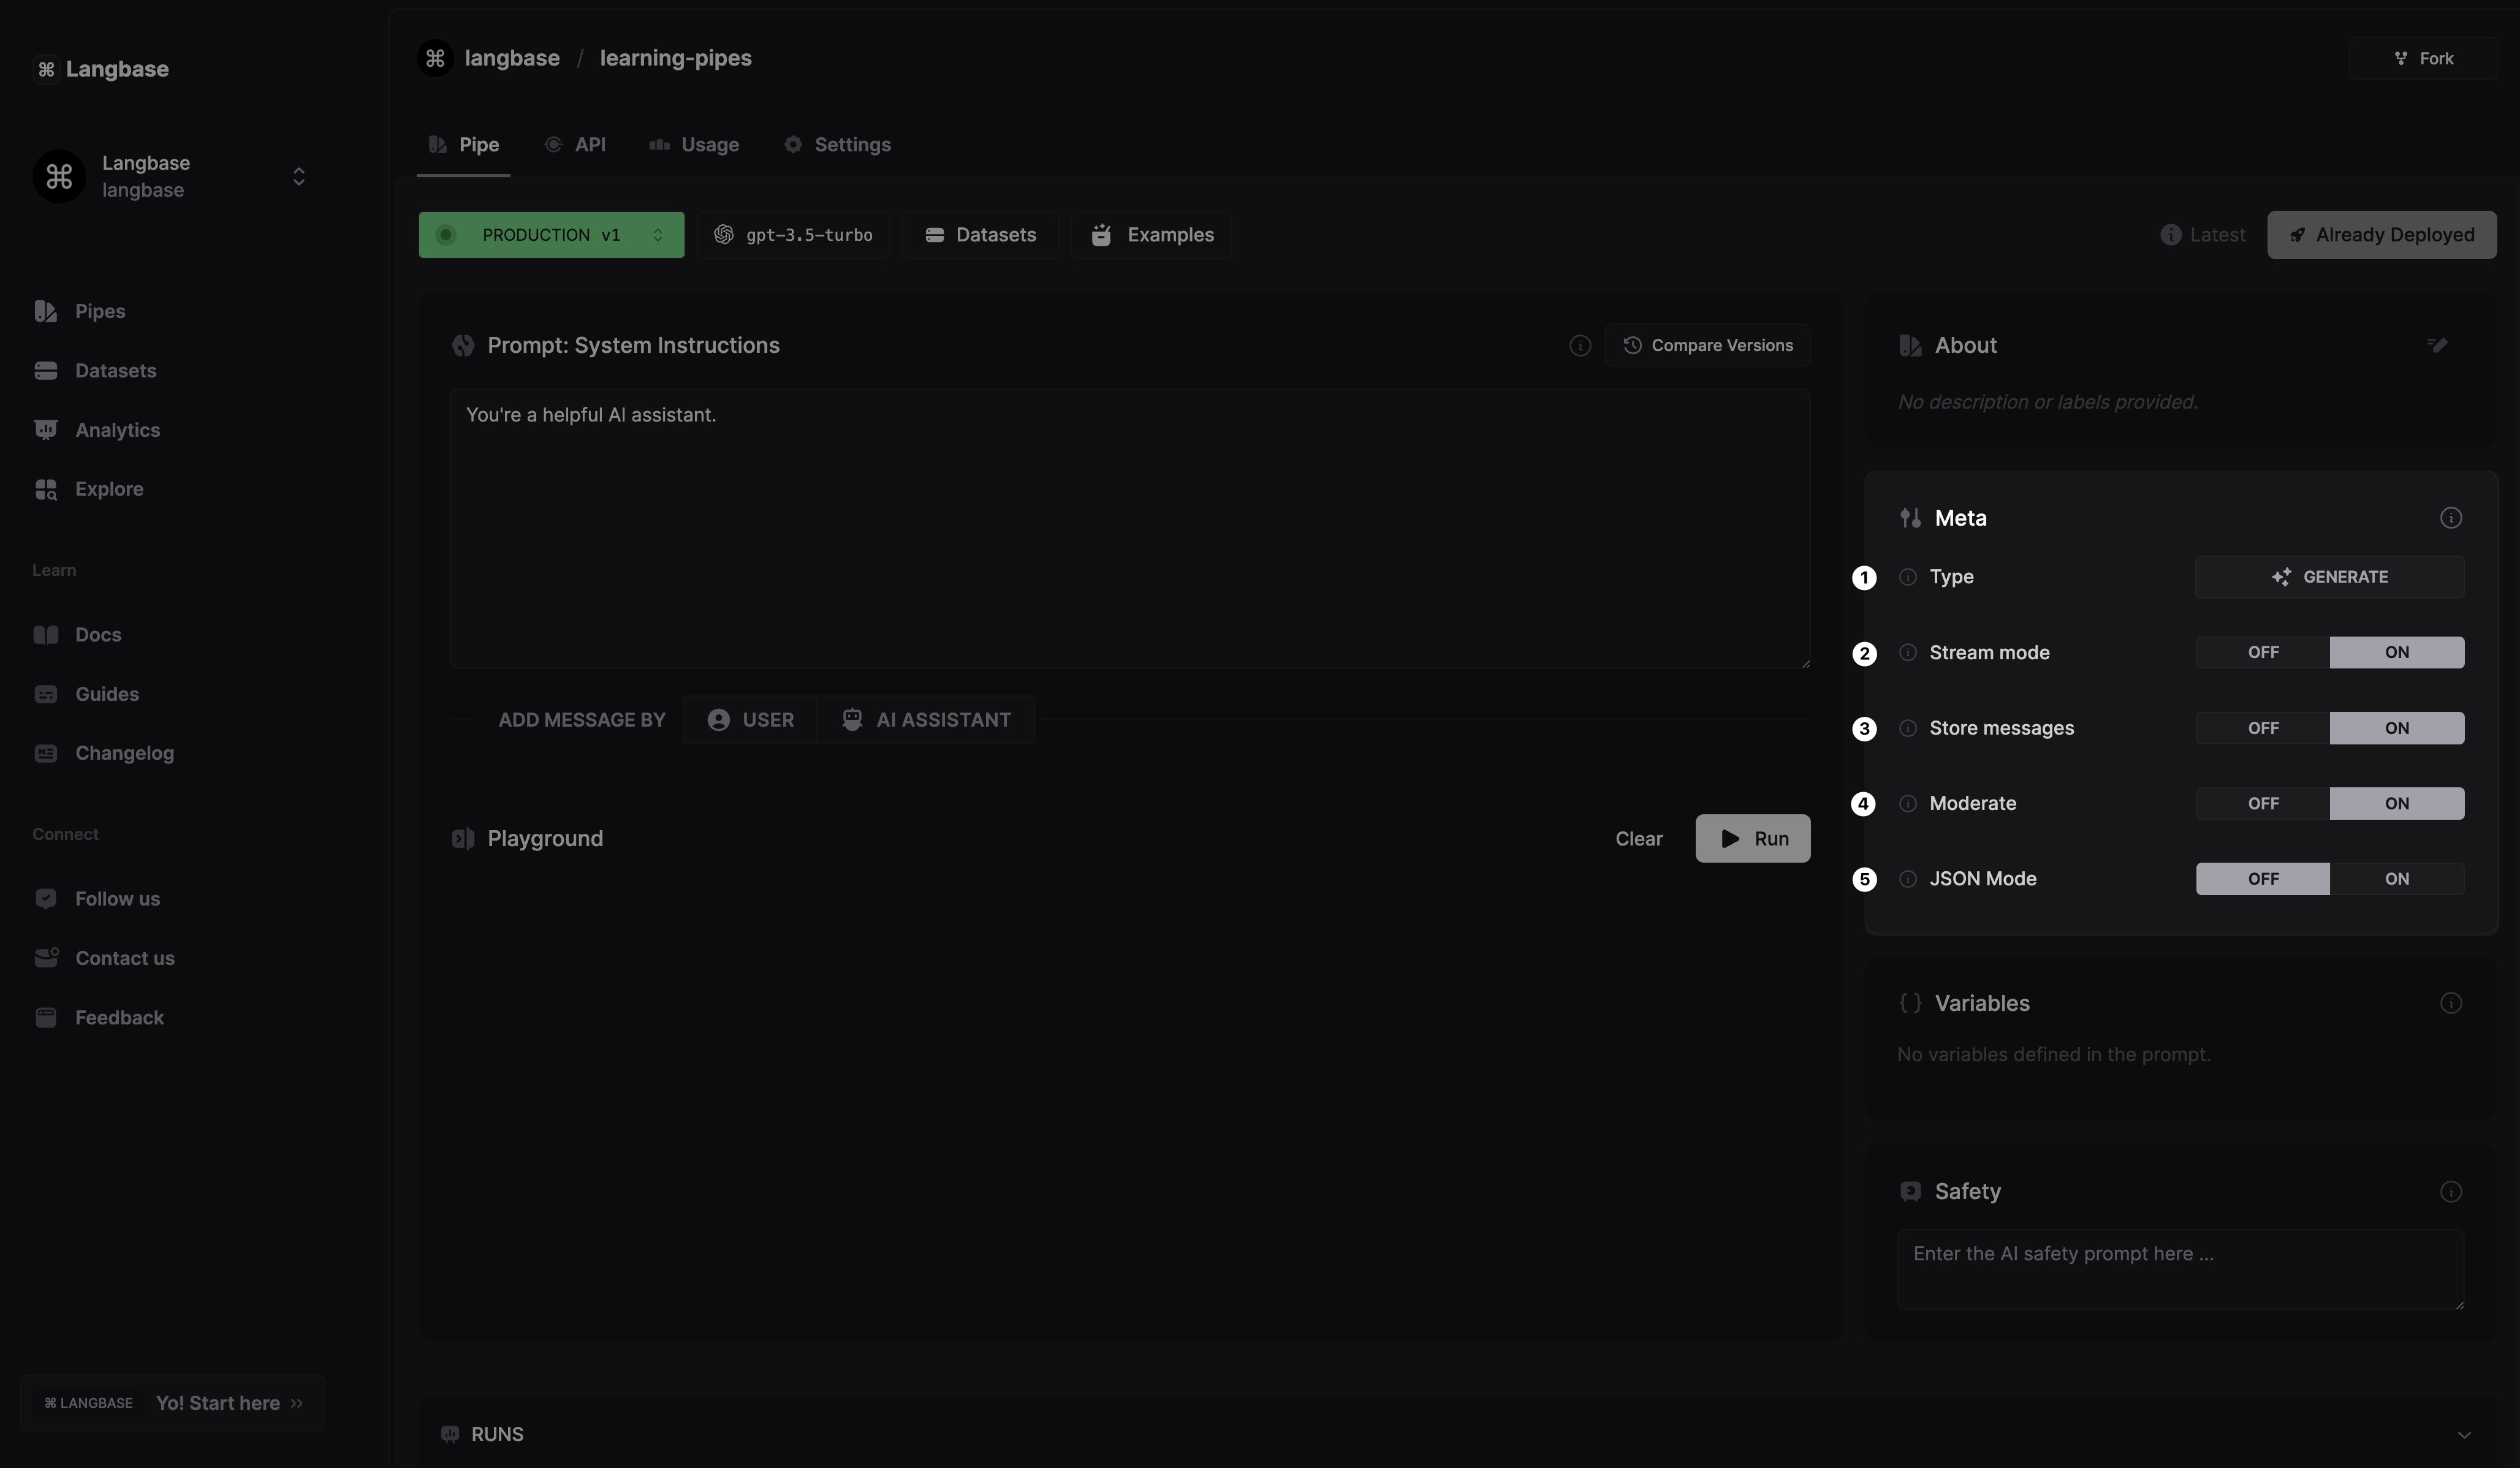 Langbase
langbase / learning-pipes
Fork
Langbase
langbase
Pipe
API
Usage
Settings
PRODUCTION v1
gpt-3.5-turbo
Datasets
Examples
Latest
Already Deployed
Pipes
Datasets
Analytics
Explore
Learn
Docs
Guides
Changelog
Connect
Follow us
Contact us
Feedback
LANGBASE
Yo! Start here
Prompt: System Instructions
Compare Versions
You're a helpful AI assistant.
ADD MESSAGE BY
USER
AI ASSISTANT
Playground
Clear
Run
About
No description or labels provided.
Meta
1 Type GENERATE
2 Stream mode OFF ON
3 Store messages OFF ON
4 Moderate OFF ON
5 JSON Mode OFF ON
Variables
No variables defined in the prompt.
Safety
Enter the AI safety prompt here ...
RUNS